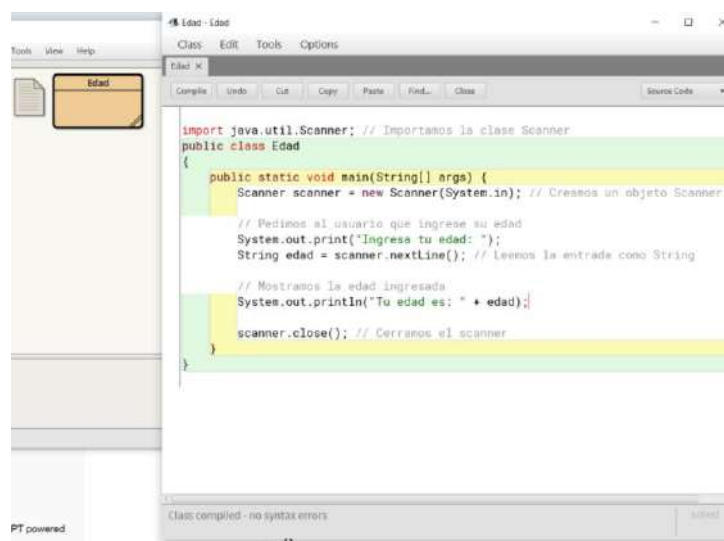 Edad - Edad
Class Edit Tools Options
Tools View Help
Edad
Edad
Compile Undo Cut Copy Paste Find... Close Source Code
import java.util.Scanner; // Importamos la clase Scanner
public class Edad
{
public static void main(String[] args) {
Scanner scanner = new Scanner(System.in); // Creamos un objeto Scanner
// Pedimos al usuario que ingrese su edad
System.out.print("Ingresa tu edad: ");
String edad = scanner.nextLine(); // Leemos la entrada como String
// Mostramos la edad ingresada
System.out.println("Tu edad es: " + edad);
scanner.close(); // Cerramos el scanner
}
}
Class compiled - no syntax errors
saved
PT powered